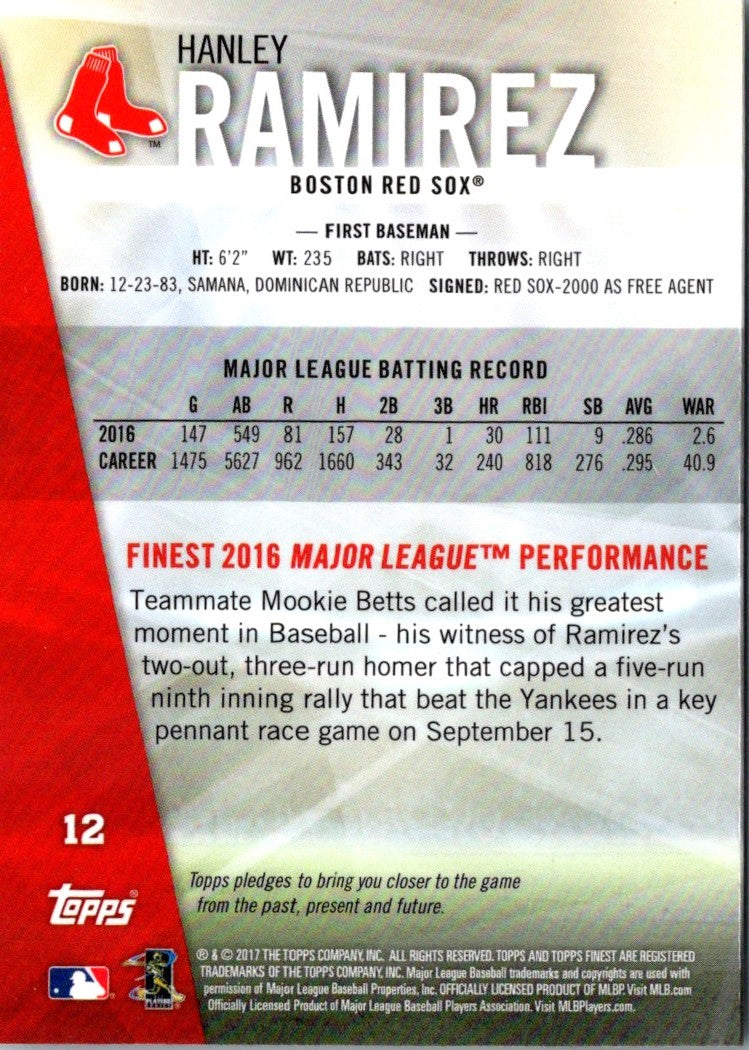 HANLEY
RAMIREZ
TM
BOSTON RED SOX®
— FIRST BASEMAN —
HT: 6'2" WT: 235 BATS: RIGHT THROWS: RIGHT
BORN: 12-23-83, SAMANA, DOMINICAN REPUBLIC SIGNED: RED SOX-2000 AS FREE AGENT
MAJOR LEAGUE BATTING RECORD
G AB R H 2B 3B HR RBI SB AVG WAR
2016 147 549 81 157 28 1 30 111 9 .286 2.6
CAREER 1475 5627 962 1660 343 32 240 818 276 .295 40.9
FINEST 2016 MAJOR LEAGUE™ PERFORMANCE
Teammate Mookie Betts called it his greatest
moment in Baseball - his witness of Ramirez's
two-out, three-run homer that capped a five-run
ninth inning rally that beat the Yankees in a key
pennant race game on September 15.
12
Topps pledges to bring you closer to the game
from the past, present and future.
Topps®
® & © 2017 THE TOPPS COMPANY, INC. ALL RIGHTS RESERVED. TOPPS AND TOPPS FINEST ARE REGISTERED
TRADEMARKS OF THE TOPPS COMPANY, INC. Major League Baseball trademarks and copyrights are used with
permission of Major League Baseball Properties, Inc. OFFICIALLY LICENSED PRODUCT OF MLBP. Visit MLB.com
Officially Licensed Product of Major League Baseball Players Association. Visit MLBPlayers.com.